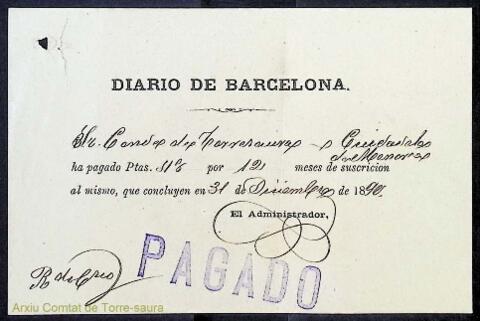 DIARIO DE BARCELONA.
Sr. Conde de Torresaura - Ciudadela
de Menorca
ha pagado Ptas. por 12 meses de suscrición
al mismo, que concluyen en 31 de Diciembre de 1890.
El Administrador,
PAGADO
Arxiu Comtat de Torre-saura